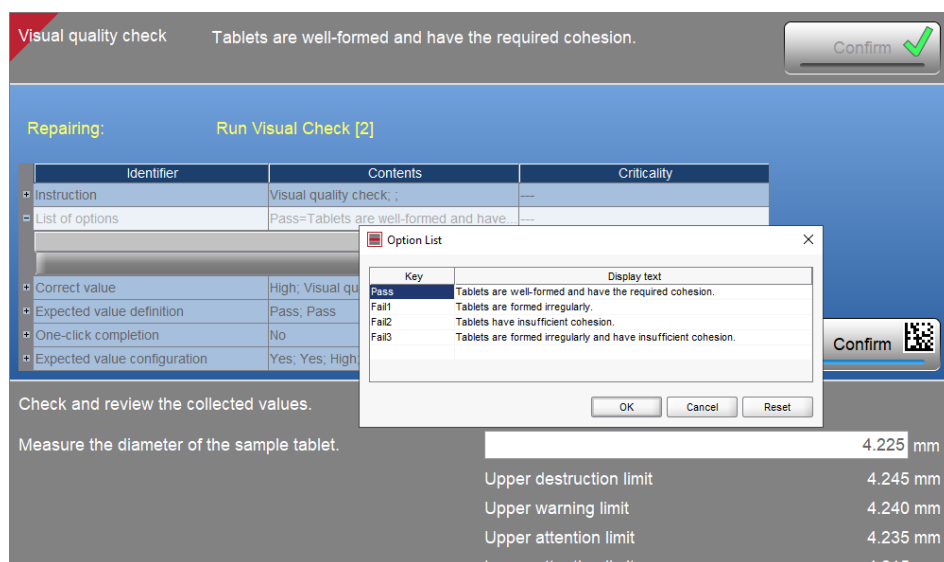 Visual quality check Tablets are well-formed and have the required cohesion. Confirm
Repairing: Run Visual Check [2]
Identifier Contents Criticality
Instruction Visual quality check; ; ---
List of options Pass=Tablets are well-formed and have... ---
Option List
Key Display text
Pass Tablets are well-formed and have the required cohesion.
Fail1 Tablets are formed irregularly.
Fail2 Tablets have insufficient cohesion.
Fail3 Tablets are formed irregularly and have insufficient cohesion.
OK Cancel Reset
Correct value High; Visual qu
Expected value definition Pass; Pass
One-click completion No
Expected value configuration Yes; Yes; High;
Confirm
Check and review the collected values.
Measure the diameter of the sample tablet. 4.225 mm
Upper destruction limit 4.245 mm
Upper warning limit 4.240 mm
Upper attention limit 4.235 mm